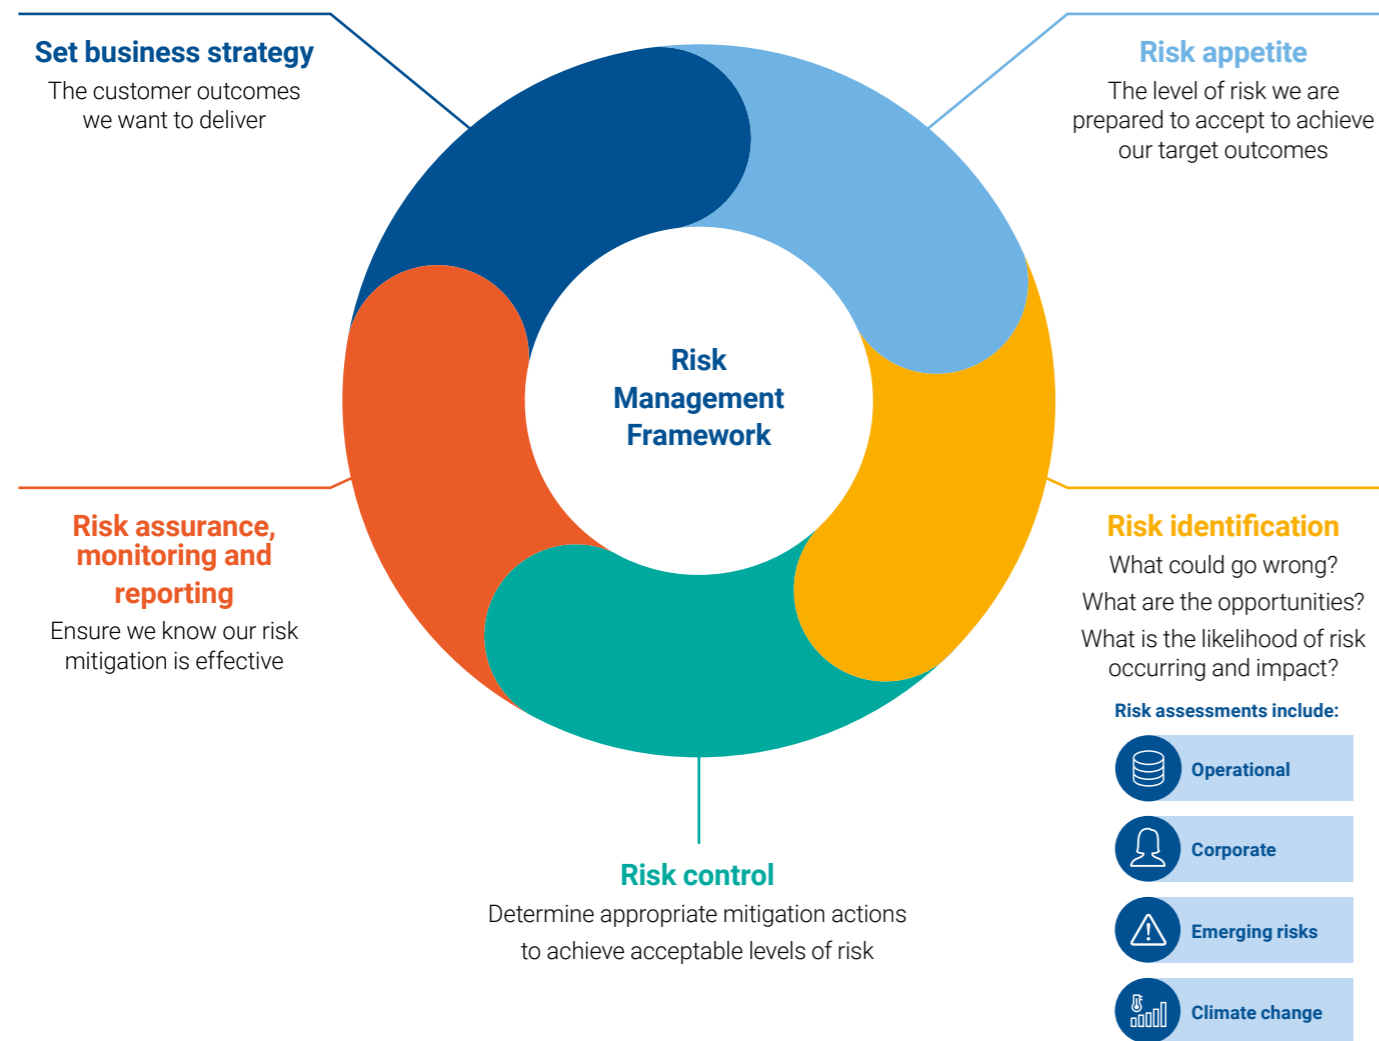 Set business strategy
The customer outcomes
we want to deliver
Risk appetite
The level of risk we are
prepared to accept to achieve
our target outcomes
Risk
Management
Framework
Risk assurance,
monitoring and
reporting
Ensure we know our risk
mitigation is effective
Risk identification
What could go wrong?
What are the opportunities?
What is the likelihood of risk
occurring and impact?
Risk assessments include:
Operational
Corporate
Emerging risks
Climate change
Risk control
Determine appropriate mitigation actions
to achieve acceptable levels of risk